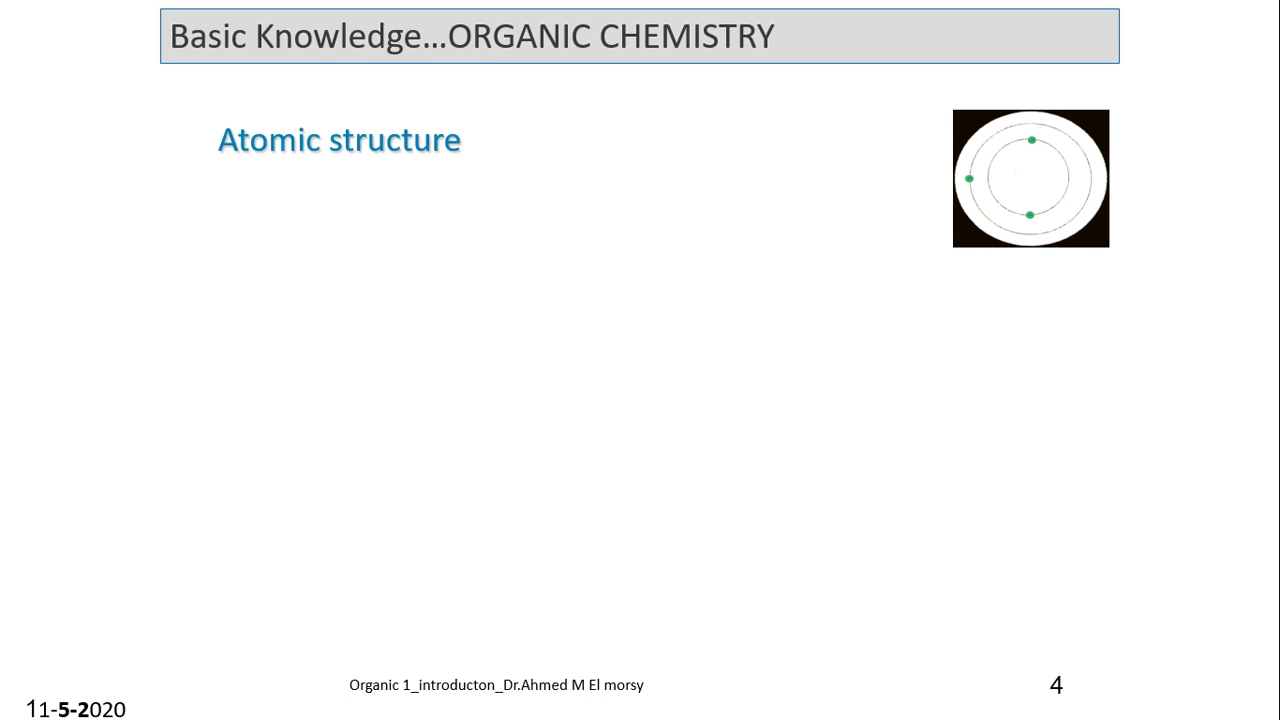 Basic Knowledge...ORGANIC CHEMISTRY
Atomic structure
Organic 1_introducton_Dr.Ahmed M El morsy
4
11-5-2020